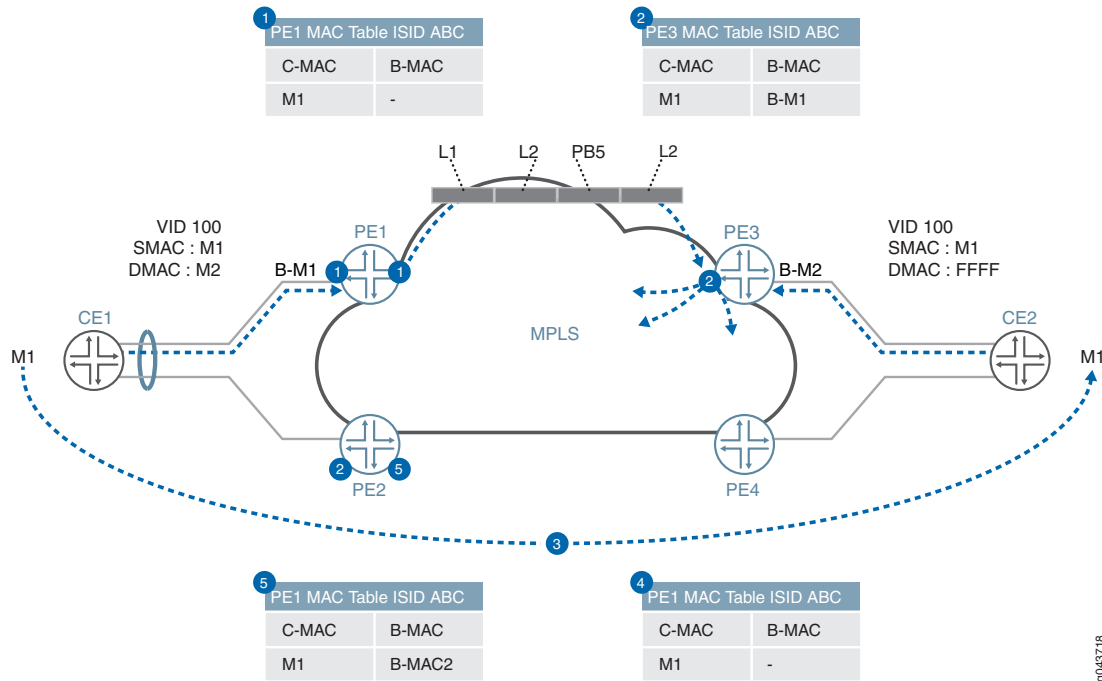 1
PE1 MAC Table ISID ABC
C-MAC B-MAC
M1 -
2
PE3 MAC Table ISID ABC
C-MAC B-MAC
M1 B-M1
L1 L2 PB5 L2
VID 100
SMAC : M1
DMAC : M2
PE1
B-M1
1 1
PE3
B-M2
2
VID 100
SMAC : M1
DMAC : FFFF
CE1
M1
MPLS
CE2
M1
2 5
PE2
PE4
3
5
PE1 MAC Table ISID ABC
C-MAC B-MAC
M1 B-MAC2
4
PE1 MAC Table ISID ABC
C-MAC B-MAC
M1 -
g043718